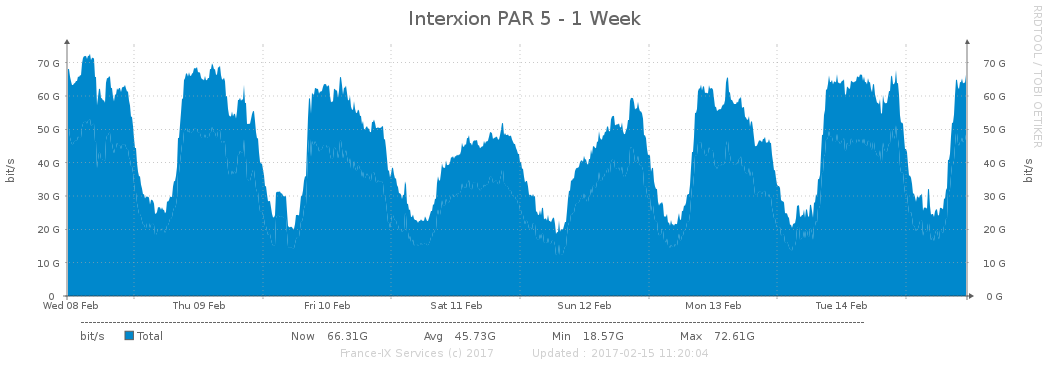 Interxion PAR 5 - 1 Week
RRDTOOL / TOBI OETIKER
bit/s
70 G 70 G
60 G 60 G
50 G 50 G
40 G 40 G
30 G 30 G
20 G 20 G
10 G 10 G
0 0 G
bit/s
Wed 08 Feb Thu 09 Feb Fri 10 Feb Sat 11 Feb Sun 12 Feb Mon 13 Feb Tue 14 Feb
bit/s Total Now 66.31G Avg 45.73G Min 18.57G Max 72.61G
France-IX Services (c) 2017 Updated : 2017-02-15 11:20:04